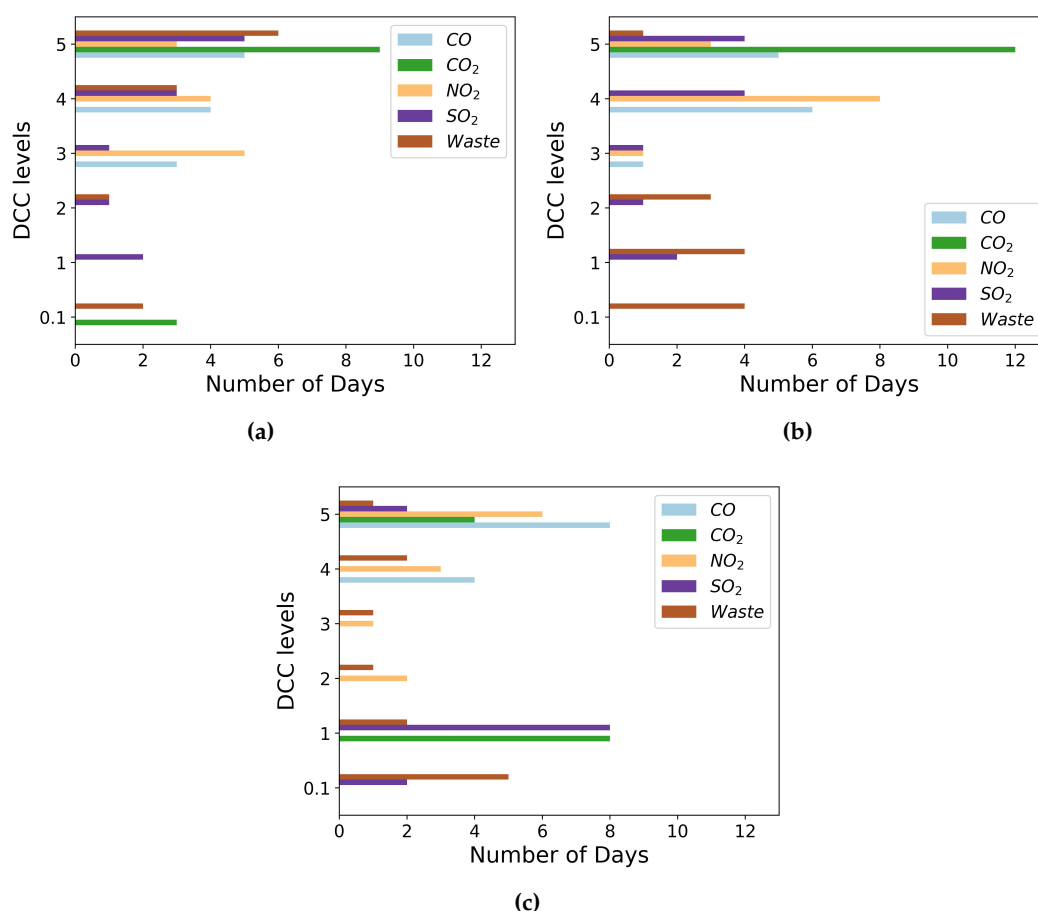 5
4
3
2
1
0.1
DCC levels
0 2 4 6 8 10 12
Number of Days
CO
CO₂
NO₂
SO₂
Waste
(a)
5
4
3
2
1
0.1
DCC levels
0 2 4 6 8 10 12
Number of Days
CO
CO₂
NO₂
SO₂
Waste
(b)
5
4
3
2
1
0.1
DCC levels
0 2 4 6 8 10 12
Number of Days
CO
CO₂
NO₂
SO₂
Waste
(c)